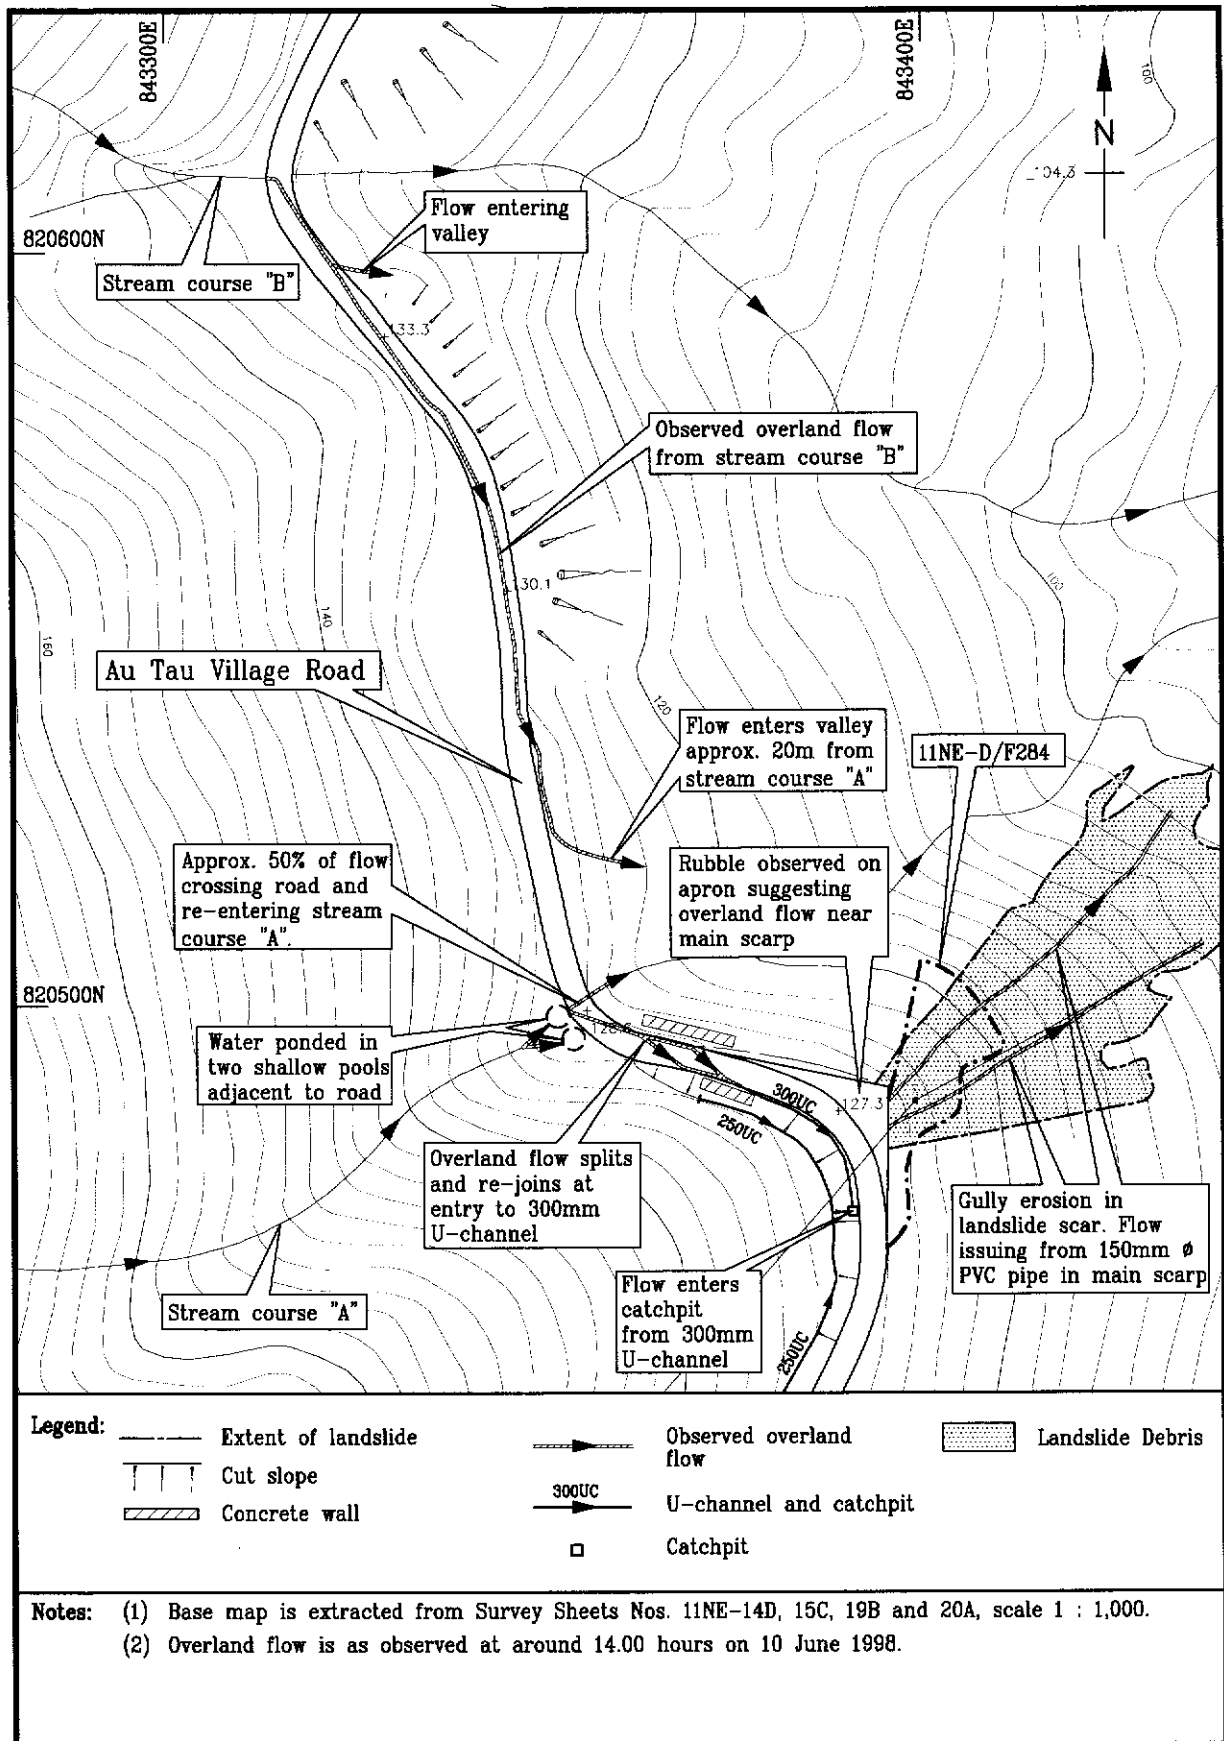 843300E
843400E
100
N
104.3
Flow entering
valley
820600N
Stream course "B"
133.3
Observed overland flow
from stream course "B"
130.1
100
140
160
Au Tau Village Road
120
Flow enters valley
approx. 20m from
stream course "A"
11NE-D/F284
Approx. 50% of flow
crossing road and
re-entering stream
course "A".
Rubble observed on
apron suggesting
overland flow near
main scarp
820500N
Water ponded in
two shallow pools
adjacent to road
300UC
127.3
250UC
Overland flow splits
and re-joins at
entry to 300mm
U-channel
Gully erosion in
landslide scar. Flow
issuing from 150mm ø
PVC pipe in main scarp
Stream course "A"
Flow enters
catchpit
from 300mm
U-channel
250UC
Legend:
Extent of landslide
Cut slope
Concrete wall
Observed overland
flow
300UC
U-channel and catchpit
Catchpit
Landslide Debris
Notes: (1) Base map is extracted from Survey Sheets Nos. 11NE-14D, 15C, 19B and 20A, scale 1 : 1,000.
(2) Overland flow is as observed at around 14.00 hours on 10 June 1998.